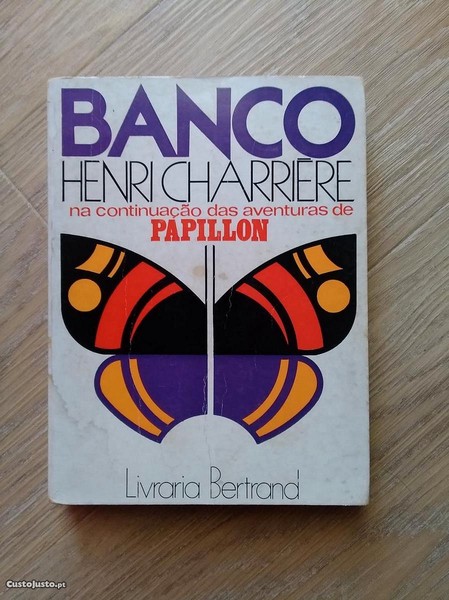 BANCO
HENRI CHARRIÈRE
na continuação das aventuras de
PAPILLON
Livraria Bertrand
CustoJusto.pt